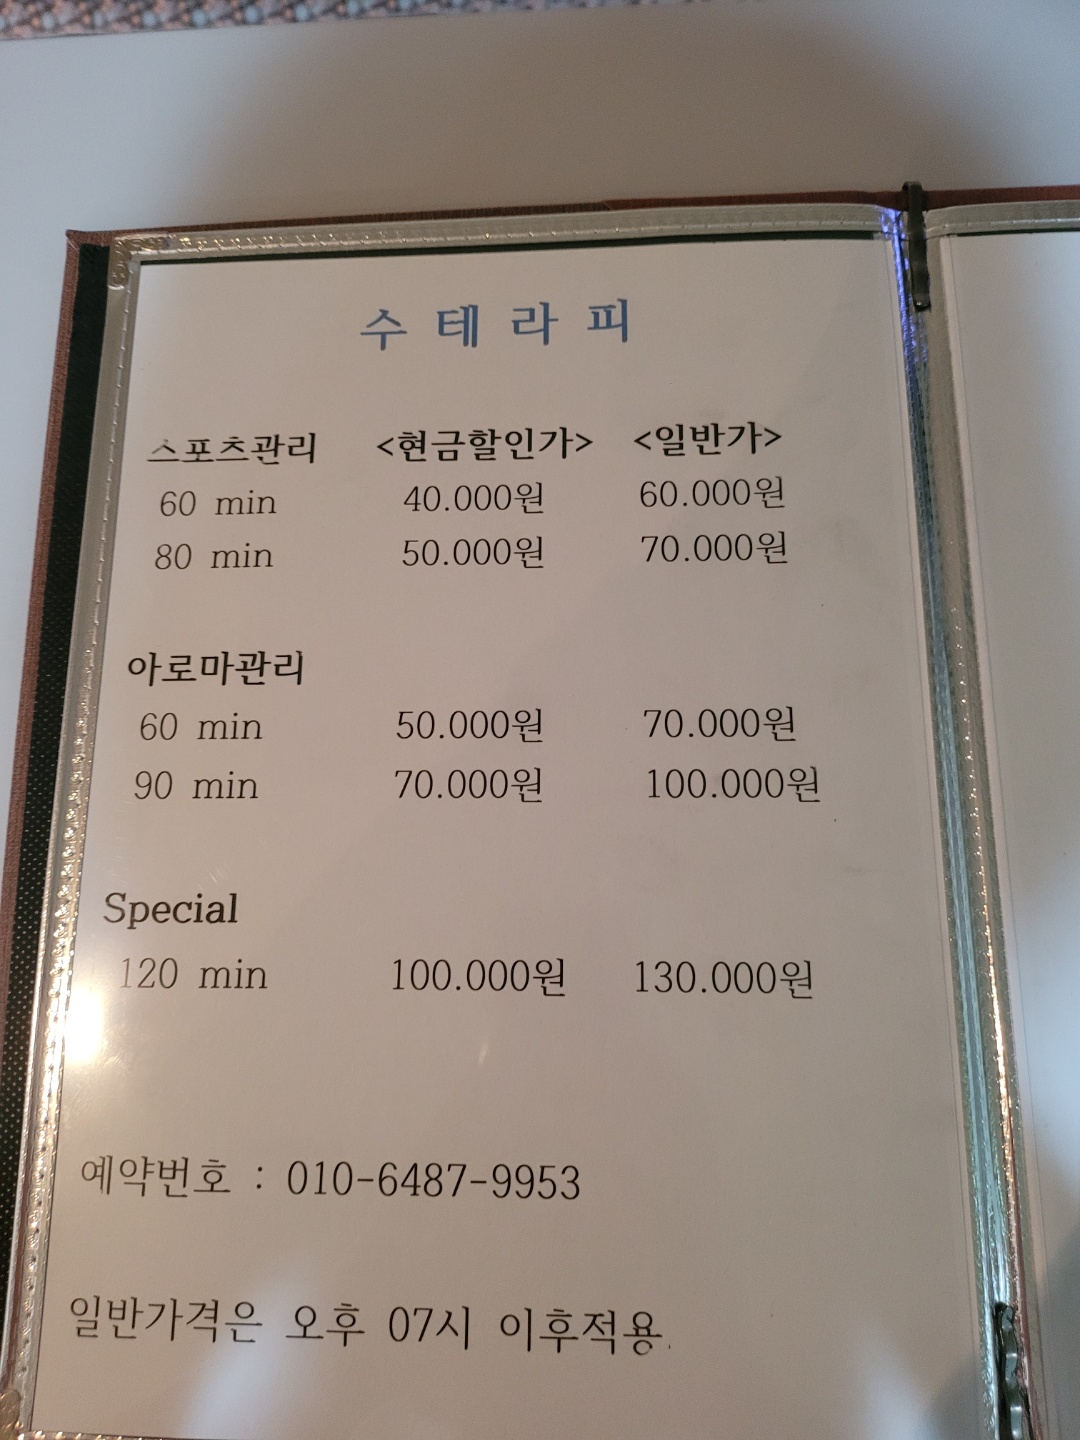 수테라피
스포츠관리 <현금할인가> <일반가>
60 min 40.000원 60.000원
80 min 50.000원 70.000원
아로마관리
60 min 50.000원 70.000원
90 min 70.000원 100.000원
Special
120 min 100.000원 130.000원
예약번호 : 010-6487-9953
일반가격은 오후 07시 이후적용.